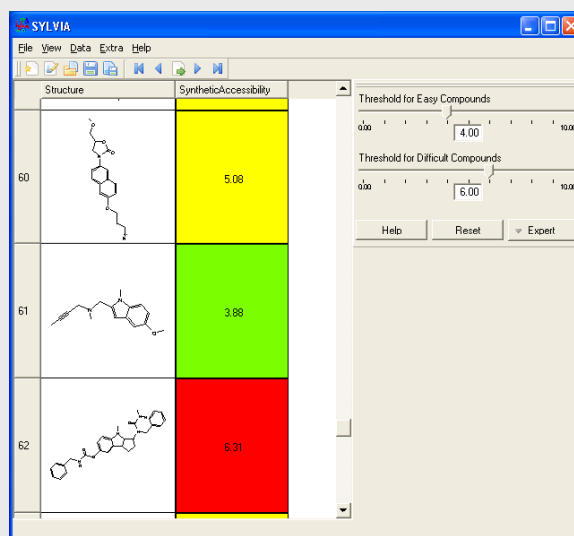 SYLVIA
File View Data Extra Help
Structure SyntheticAccessibility
60 5.08
61 3.88
62 6.31
Threshold for Easy Compounds
0.00 10.00
4.00
Threshold for Difficult Compounds
0.00 10.00
6.00
Help Reset Expert